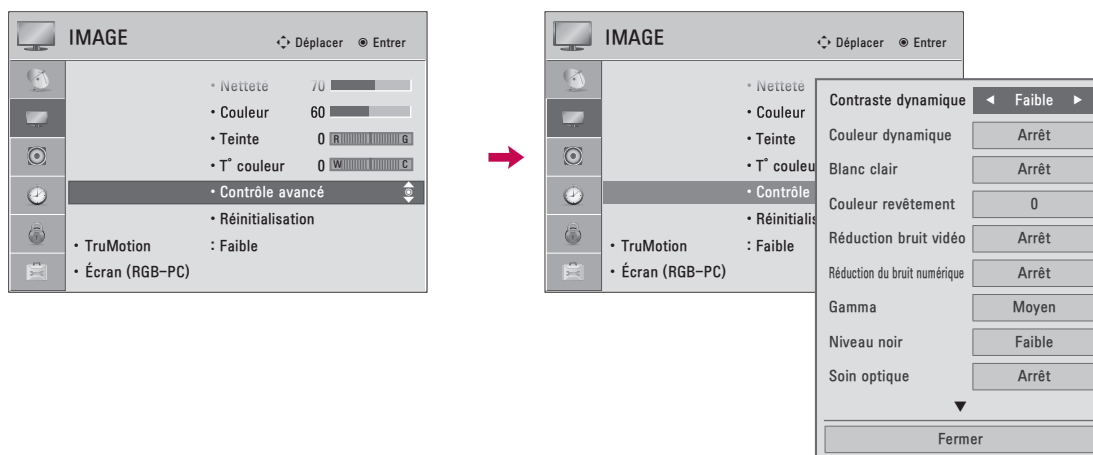 IMAGE
Déplacer
Entrer
• Netteté 70
• Couleur 60
• Teinte 0 R G
• T° couleur 0 W C
• Contrôle avancé
• Réinitialisation
• TruMotion : Faible
• Écran (RGB-PC)
IMAGE
Déplacer
Entrer
• Netteté
• Couleur
• Teinte
• T° couleu
• Contrôle
• Réinitialis
• TruMotion : Faible
• Écran (RGB-PC)
Contraste dynamique ◄ Faible ►
Couleur dynamique Arrêt
Blanc clair Arrêt
Couleur revêtement 0
Réduction bruit vidéo Arrêt
Réduction du bruit numérique Arrêt
Gamma Moyen
Niveau noir Faible
Soin optique Arrêt
▼
Fermer